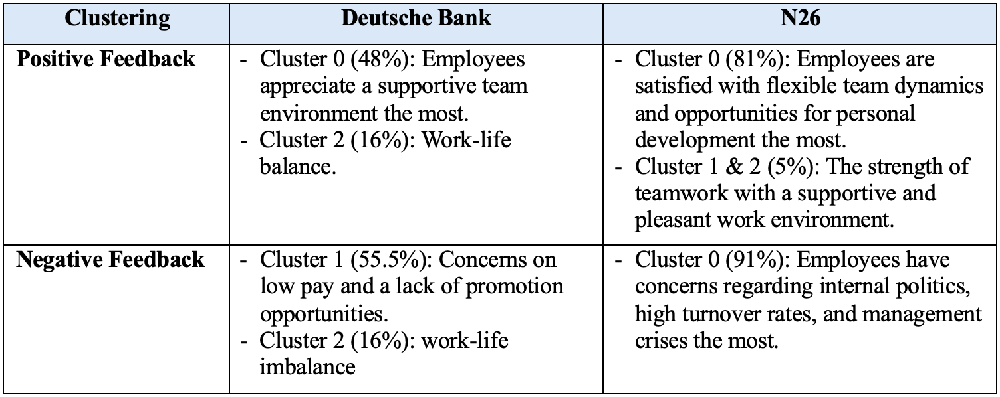 Clustering
Deutsche Bank
N26
Positive Feedback
- Cluster 0 (48%): Employees
appreciate a supportive team
environment the most.
- Cluster 2 (16%): Work-life
balance.
- Cluster 0 (81%): Employees are
satisfied with flexible team dynamics
and opportunities for personal
development the most.
- Cluster 1 & 2 (5%): The strength of
teamwork with a supportive and
pleasant work environment.
Negative Feedback
- Cluster 1 (55.5%): Concerns on
low pay and a lack of promotion
opportunities.
- Cluster 2 (16%): work-life
imbalance
- Cluster 0 (91%): Employees have
concerns regarding internal politics,
high turnover rates, and management
crises the most.